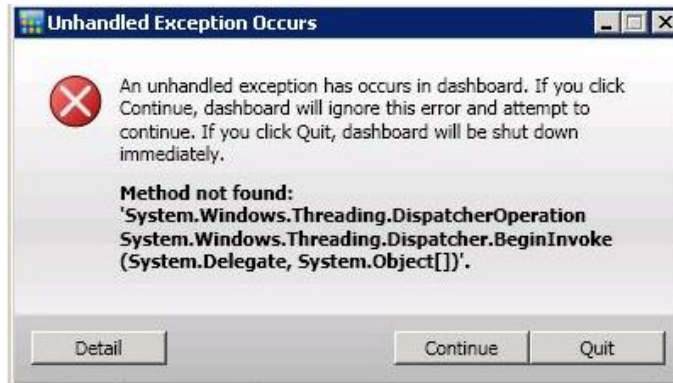 Unhandled Exception Occurs
An unhandled exception has occurs in dashboard. If you click
Continue, dashboard will ignore this error and attempt to
continue. If you click Quit, dashboard will be shut down
immediately.
Method not found:
'System.Windows.Threading.DispatcherOperation
System.Windows.Threading.Dispatcher.BeginInvoke
(System.Delegate, System.Object[])'.
Detail
Continue
Quit